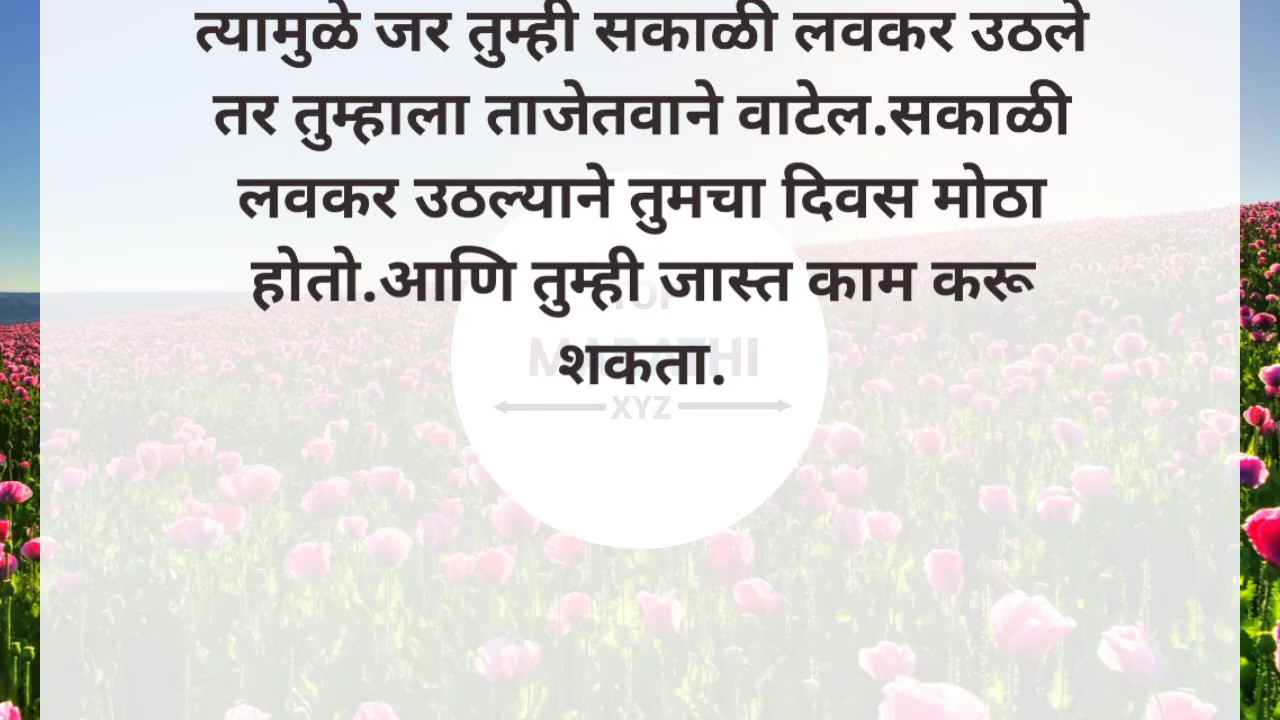 त्यामुळे जर तुम्ही सकाळी लवकर उठले
तर तुम्हाला ताजेतवाने वाटेल.सकाळी
लवकर उठल्याने तुमचा दिवस मोठा
होतो.आणि तुम्ही जास्त काम करू
शकता.
TOP
MARATHI
XYZ